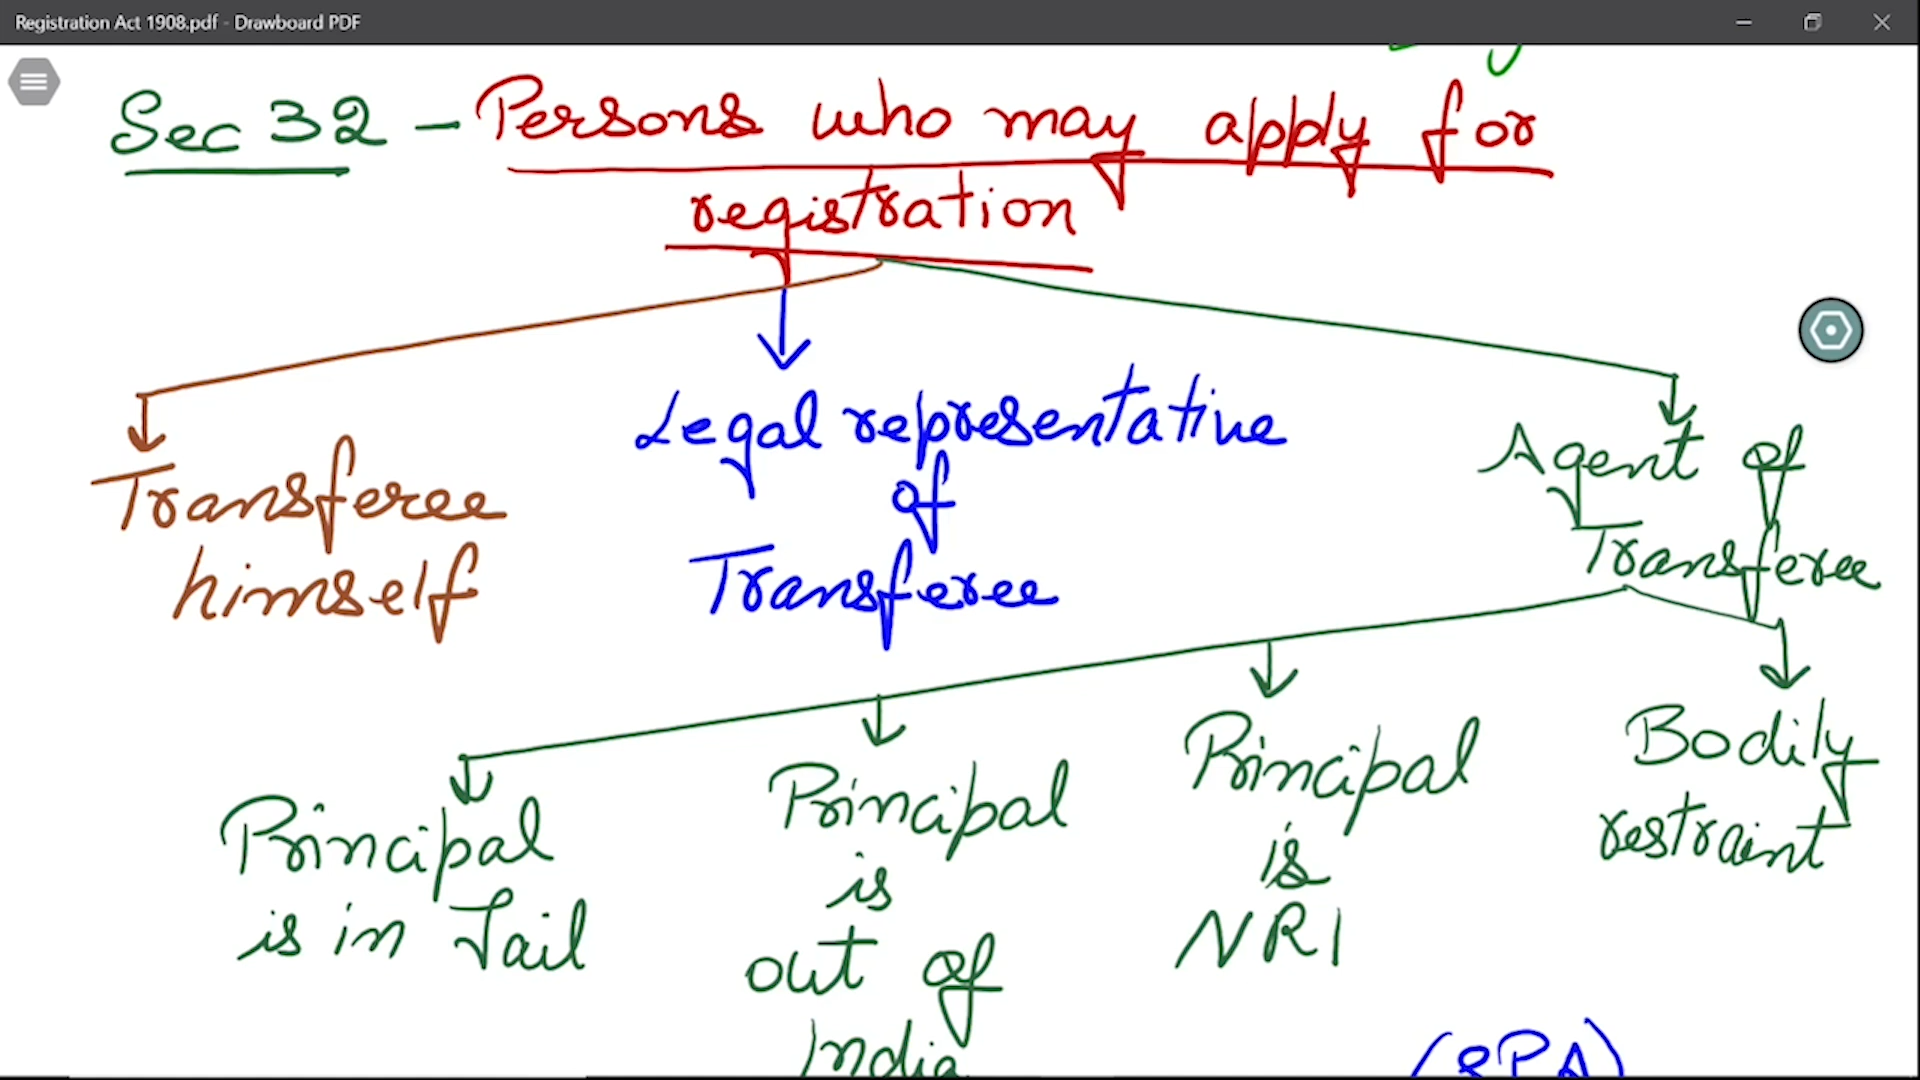 Registration Act 1908.pdf - Drawboard PDF
Sec 32 - Persons who may apply for
registration
Transferee
himself
Legal representative
of
Transferee
Agent of
Transferee
Principal
is in Jail
Principal
is
out of
India
Principal
is
NRI
Bodily
restraint